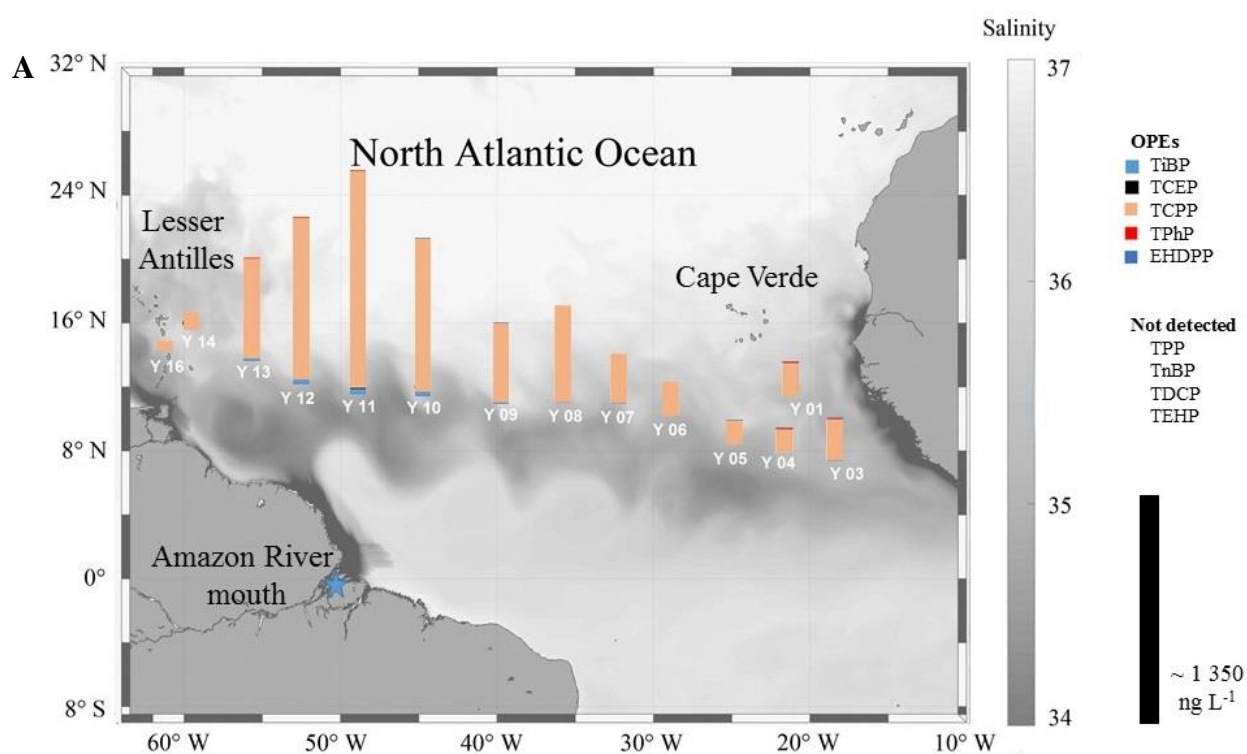 A
Salinity
32° N
24° N
16° N
8° N
0°
8° S
60° W
50° W
40° W
30° W
20° W
10° W
North Atlantic Ocean
Lesser
Antilles
Cape Verde
Amazon River
mouth
Y 16
Y 14
Y 13
Y 12
Y 11
Y 10
Y 09
Y 08
Y 07
Y 06
Y 05
Y 04
Y 03
Y 01
37
36
35
34
OPEs
TiBP
TCEP
TCPP
TPhP
EHDPP
Not detected
TPP
TnBP
TDCP
TEHP
~ 1 350
ng L⁻¹